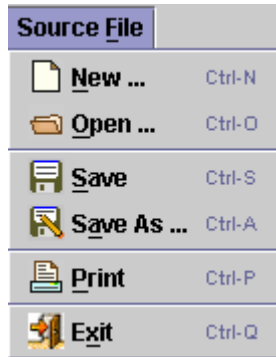 Source File
New ... Ctrl-N
Open ... Ctrl-O
Save Ctrl-S
Save As ... Ctrl-A
Print Ctrl-P
Exit Ctrl-Q